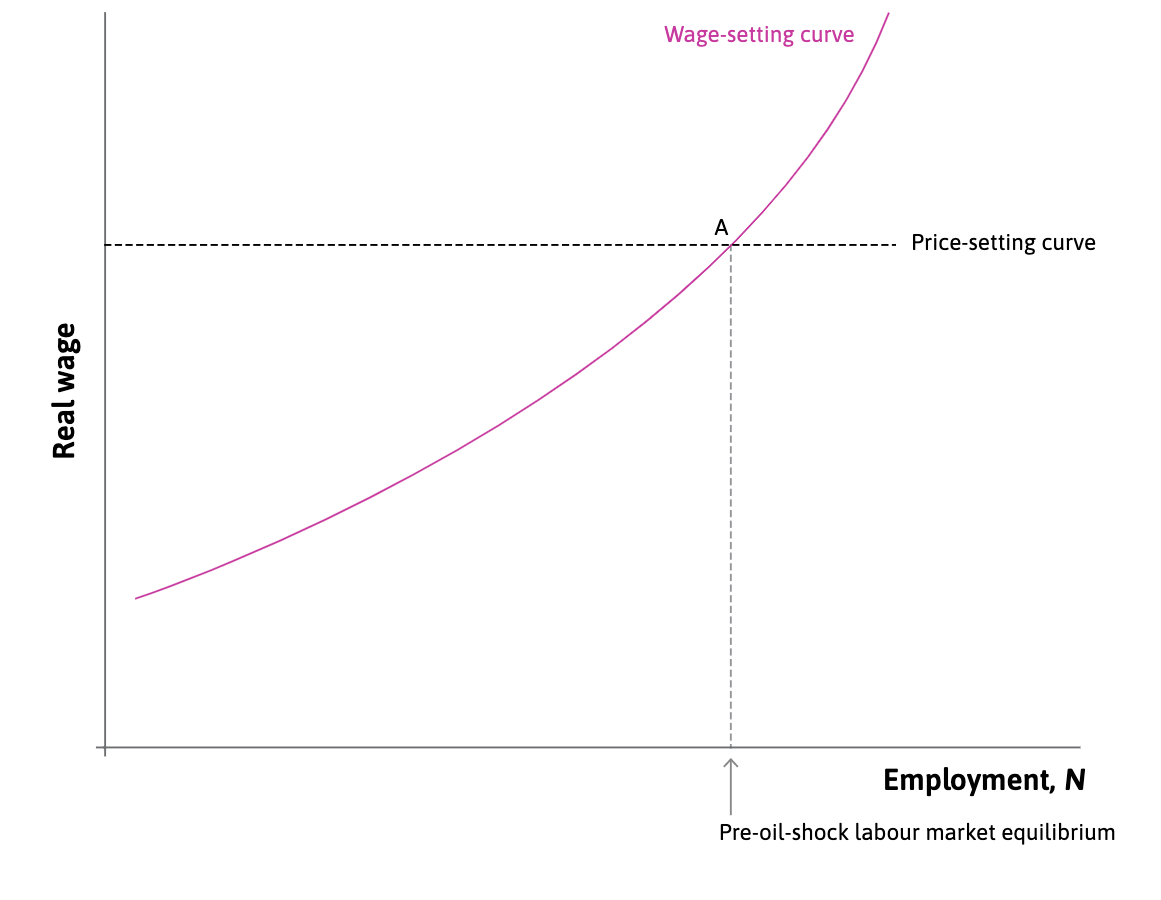 Wage-setting curve
A
Price-setting curve
Real wage
Employment, N
Pre-oil-shock labour market equilibrium